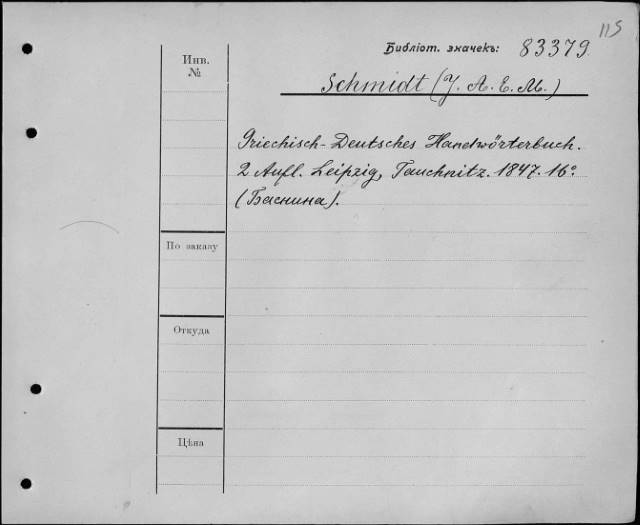 115
Библіот. значекъ: 83379.
Schmidt (J. A. E. M.)
Инв.
№
Griechisch-Deutsches Handwörterbuch.
2 Aufl. Leipzig, Tauchnitz. 1847. 16°
(Баснина).
По заказу
Откуда
Цѣна